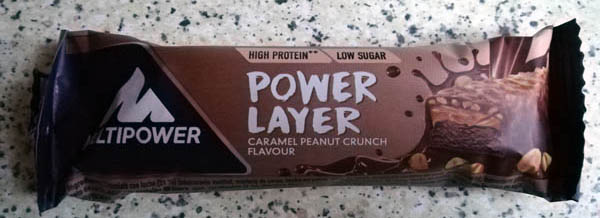 HIGH PROTEIN** LOW SUGAR
POWER
LAYER
CARAMEL PEANUT CRUNCH
FLAVOUR
LTIPOWER